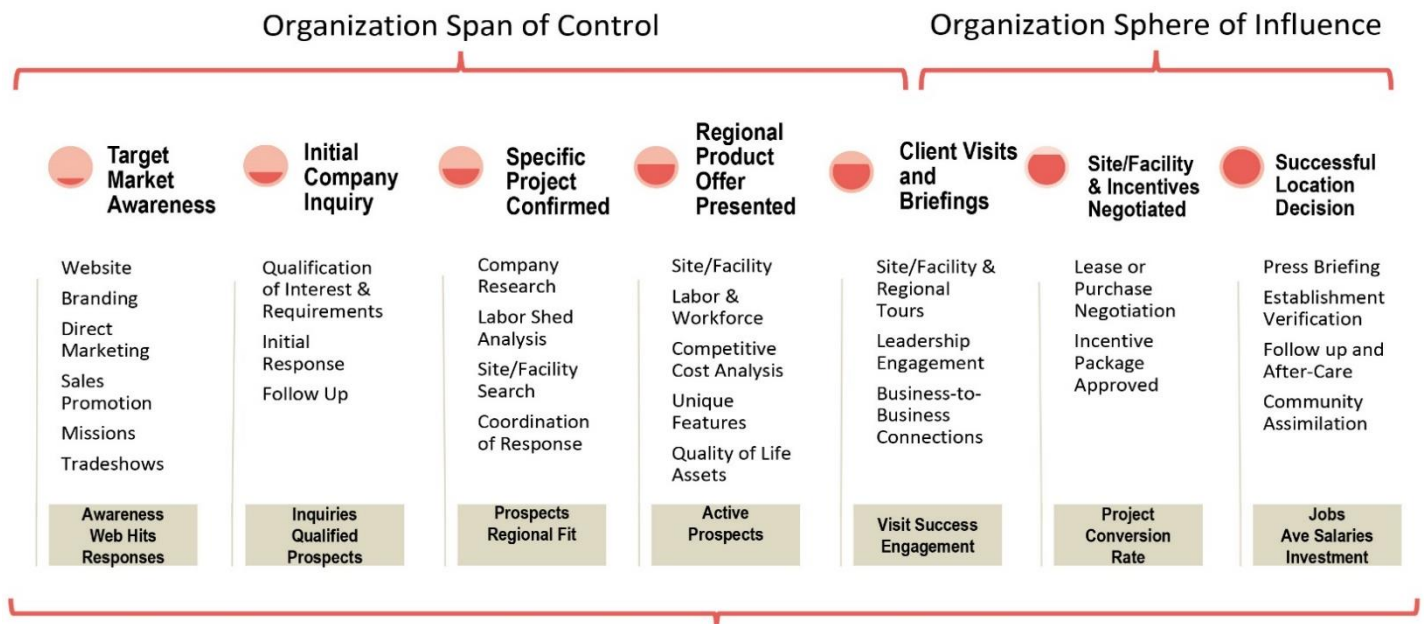 Organization Span of Control
Organization Sphere of Influence
Target
Market
Awareness
Initial
Company
Inquiry
Specific
Project
Confirmed
Regional
Product
Offer
Presented
Client Visits
and
Briefings
Site/Facility
& Incentives
Negotiated
Successful
Location
Decision
Website
Branding
Direct
Marketing
Sales
Promotion
Missions
Tradeshows
Qualification
of Interest &
Requirements
Initial
Response
Follow Up
Company
Research
Labor Shed
Analysis
Site/Facility
Search
Coordination
of Response
Site/Facility
Labor &
Workforce
Competitive
Cost Analysis
Unique
Features
Quality of Life
Assets
Site/Facility &
Regional
Tours
Leadership
Engagement
Business-to-
Business
Connections
Lease or
Purchase
Negotiation
Incentive
Package
Approved
Press Briefing
Establishment
Verification
Follow up and
After-Care
Community
Assimilation
Awareness
Web Hits
Responses
Inquiries
Qualified
Prospects
Prospects
Regional Fit
Active
Prospects
Visit Success
Engagement
Project
Conversion
Rate
Jobs
Ave Salaries
Investment